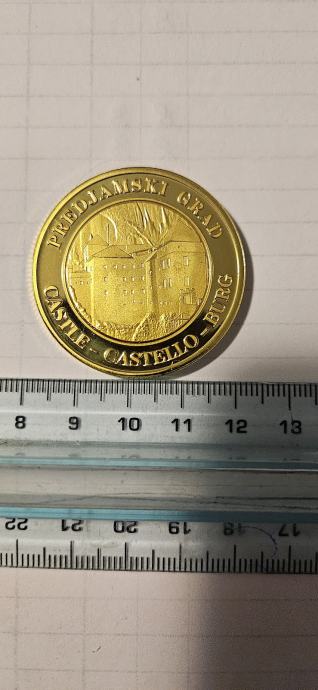 PREDJAMSKI GRAD
CASTLE - CASTELLO - BURG
8 9 10 11 12 13
22 21 20 19 18 17